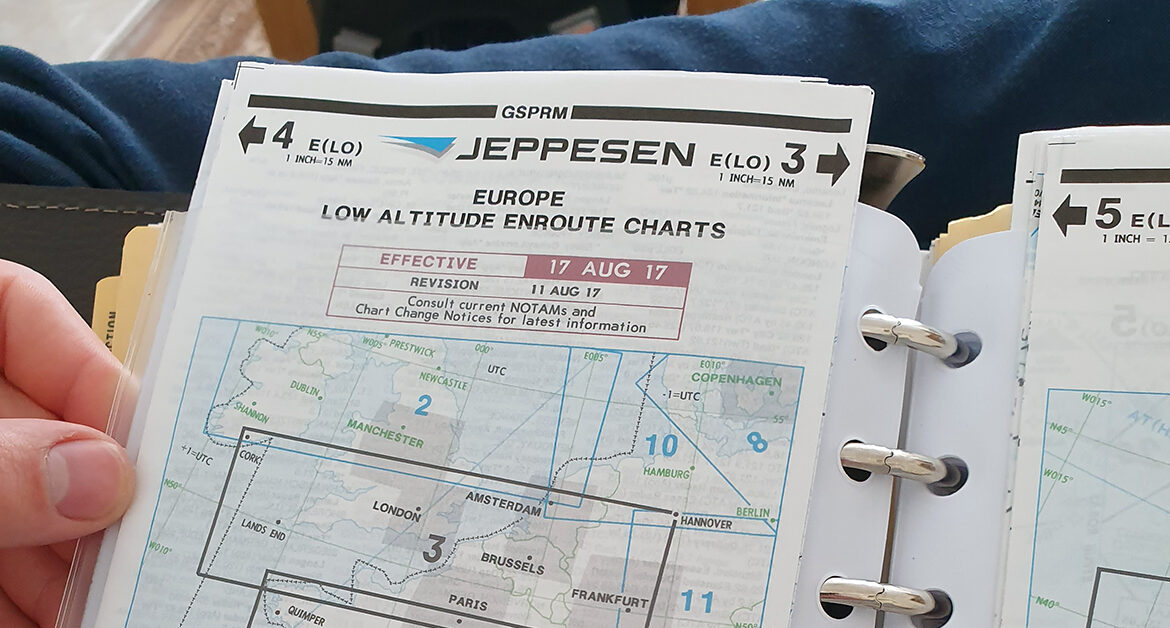 GSPRM
4 E(LO)
1 INCH=15 NM
JEPPESEN
E(LO) 3
1 INCH=15 NM
EUROPE
LOW ALTITUDE ENROUTE CHARTS
EFFECTIVE 17 AUG 17
REVISION 11 AUG 17
Consult current NOTAMs and
Chart Change Notices for latest information
W010° N55° W005° PRESTWICK 000° E005° E010°
UTC
COPENHAGEN
NEWCASTLE
-1=UTC
DUBLIN
2
55°
SHANNON
MANCHESTER
10
8
+1=UTC
CORK
HAMBURG
N50°
AMSTERDAM
BERLIN
LONDON
HANNOVER
LANDS END
3
BRUSSELS
W010°
PARIS
FRANKFURT
11
QUIMPER
N50°
5 E(L
1 INCH = 1
W015°
N45°
W015°
N40°